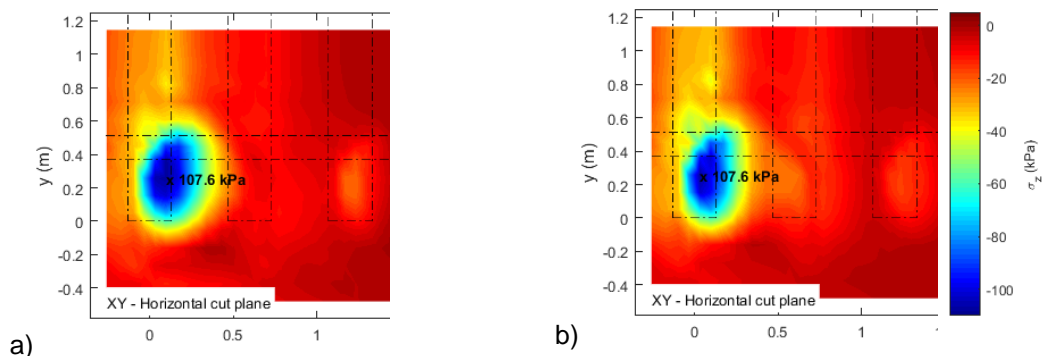 1.2
1
0.8
0.6
0.4
0.2
0
-0.2
-0.4
y (m)
107.6 kPa
XY - Horizontal cut plane
0 0.5 1
a)
1.2
1
0.8
0.6
0.4
0.2
0
-0.2
-0.4
y (m)
107.6 kPa
XY - Horizontal cut plane
0 0.5 1 1
b)
0
-20
-40
-60
-80
-100
σz (kPa)